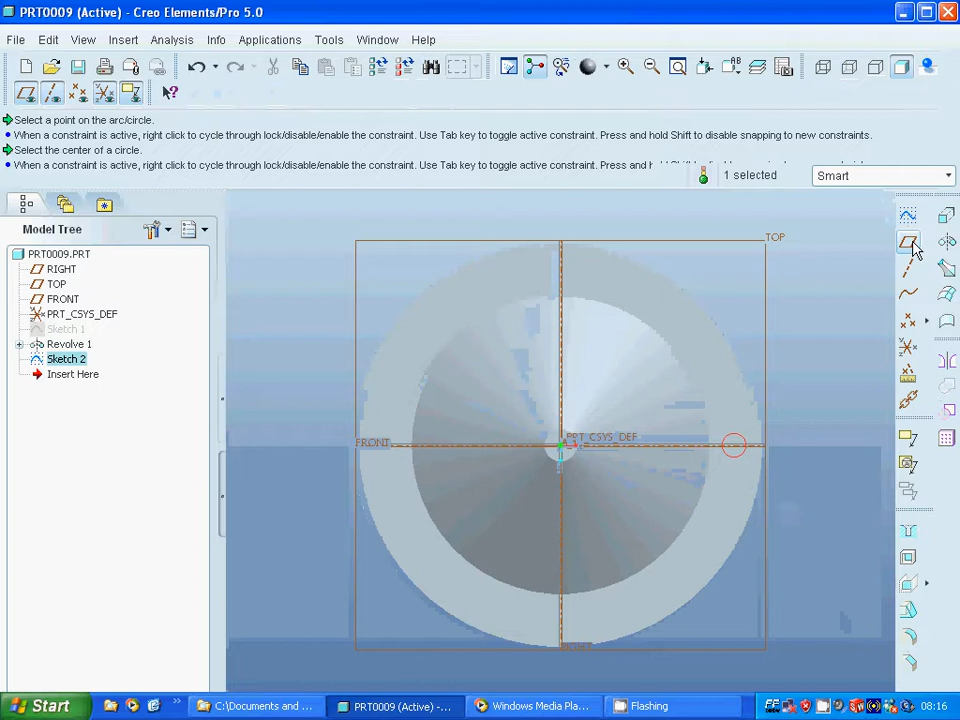 PRT0009 (Active) - Creo Elements/Pro 5.0
File Edit View Insert Analysis Info Applications Tools Window Help
Select a point on the arc/circle.
When a constraint is active, right click to cycle through lock/disable/enable the constraint. Use Tab key to toggle active constraint. Press and hold Shift to disable snapping to new constraints.
Select the center of a circle.
When a constraint is active, right click to cycle through lock/disable/enable the constraint. Use Tab key to toggle active constraint. Press and h
1 selected
Smart
Model Tree
PRT0009.PRT
RIGHT
TOP
FRONT
PRT_CSYS_DEF
Sketch 1
Revolve 1
Sketch 2
Insert Here
TOP
PRT_CSYS_DEF
FRONT
RIGHT
Start
C:\Documents and ...
PRT0009 (Active) -...
Windows Media Pla...
Flashing
08:16